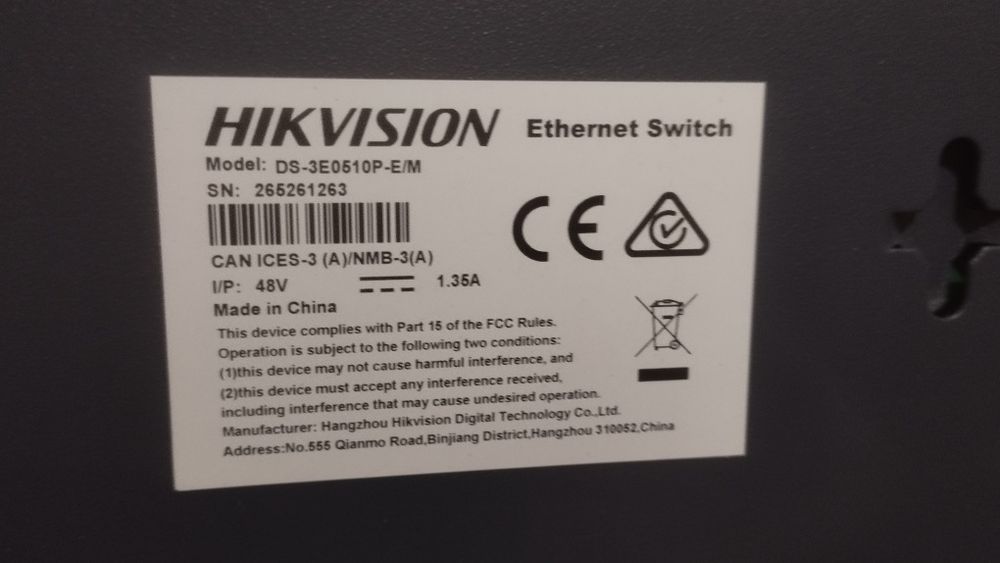 HIKVISION Ethernet Switch
Model: DS-3E0510P-E/M
SN: 265261263
CAN ICES-3 (A)/NMB-3(A)
I/P: 48V 1.35A
Made in China
This device complies with Part 15 of the FCC Rules.
Operation is subject to the following two conditions:
(1)this device may not cause harmful interference, and
(2)this device must accept any interference received,
including interference that may cause undesired operation.
Manufacturer: Hangzhou Hikvision Digital Technology Co.,Ltd.
Address:No.555 Qianmo Road,Binjiang District,Hangzhou 310052,China
CE